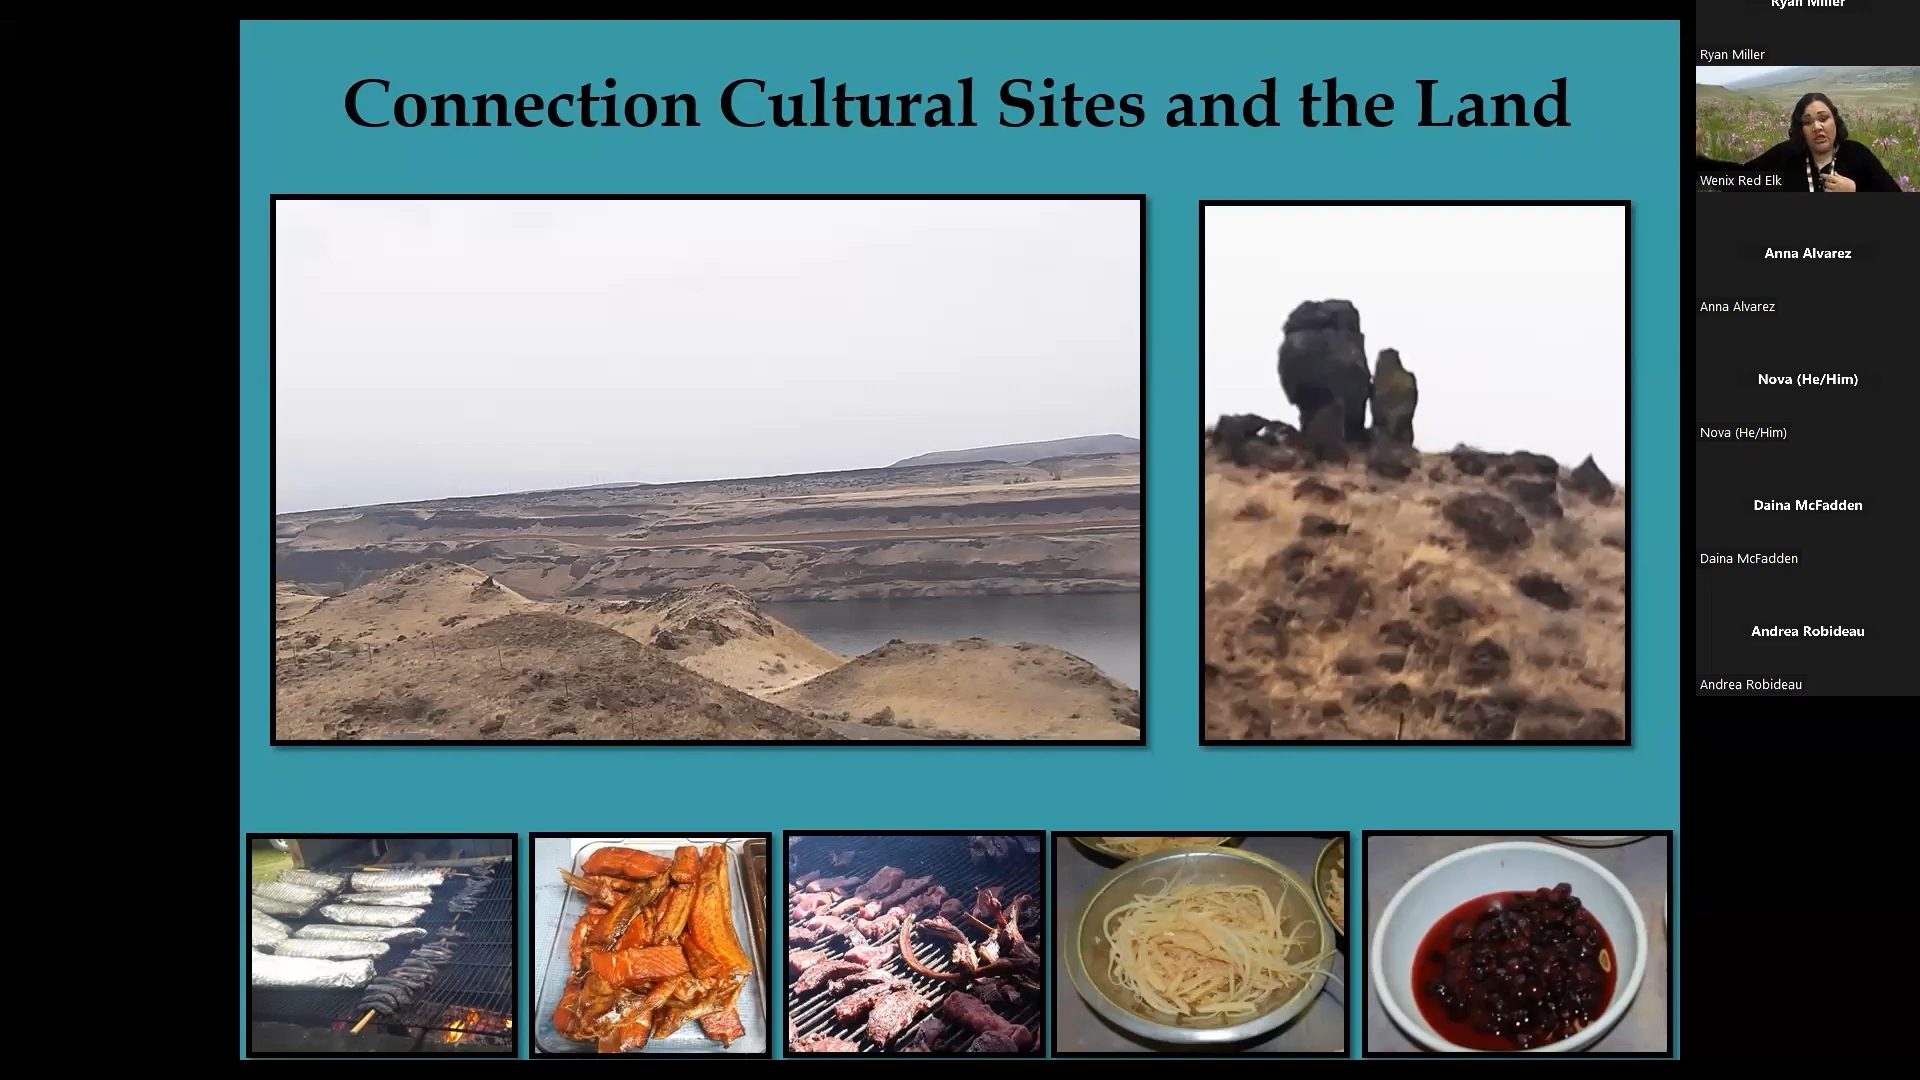 Connection Cultural Sites and the Land
Ryan Miller
Ryan Miller
Wenix Red Elk
Anna Alvarez
Anna Alvarez
Nova (He/Him)
Nova (He/Him)
Daina McFadden
Daina McFadden
Andrea Robideau
Andrea Robideau